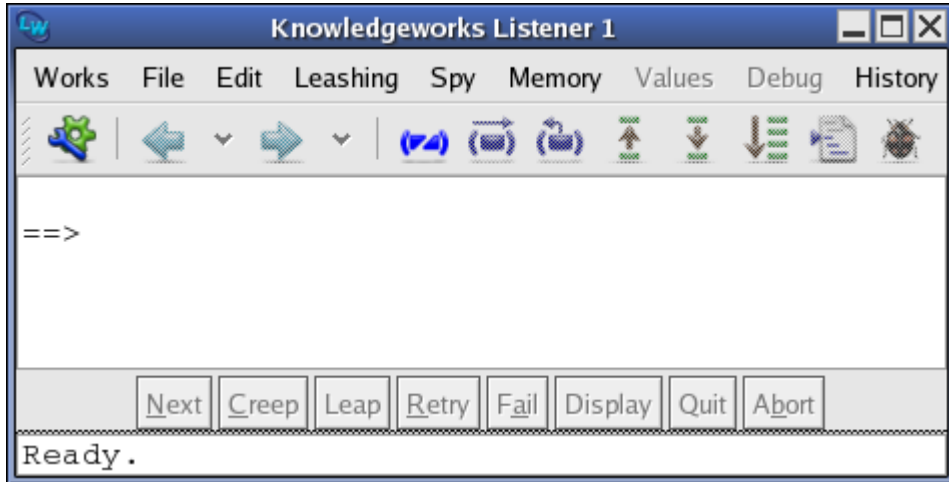 LW Knowledgeworks Listener 1
Works File Edit Leashing Spy Memory Values Debug History
==>
Next Creep Leap Retry Fail Display Quit Abort
Ready.